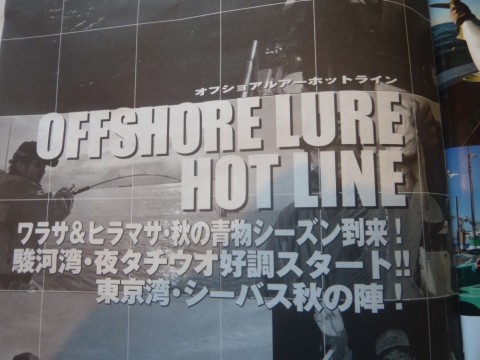 オフショアルアーホットライン
OFFSHORE LURE
HOT LINE
ワラサ&ヒラマサ・秋の青物シーズン到来!
駿河湾・夜タチウオ好調スタート!!
東京湾・シーバス秋の陣!